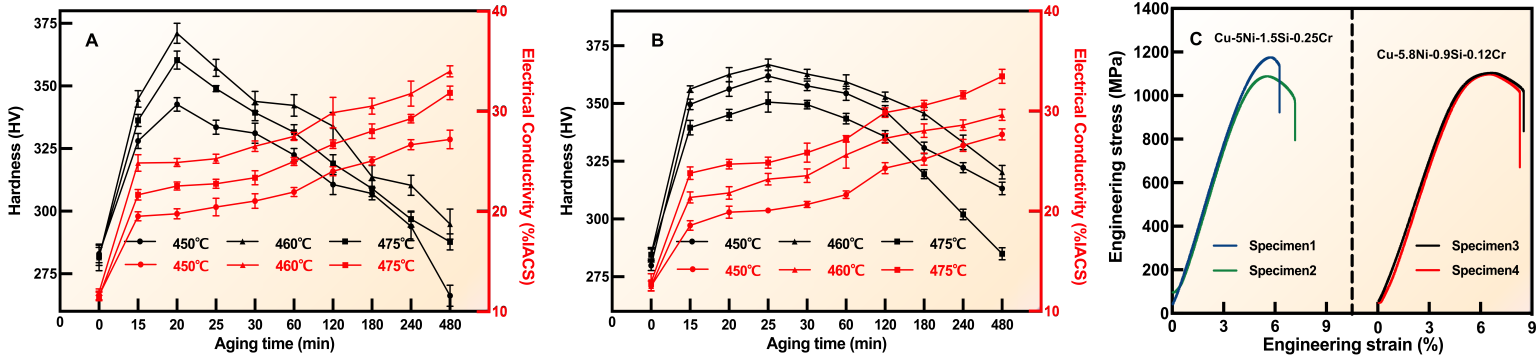 A
Hardness (HV)
375
350
325
300
275
40
30
20
10
Electrical Conductivity (%IACS)
450℃ 460℃ 475℃
450℃ 460℃ 475℃
0 0 15 20 25 30 60 120 180 240 480
Aging time (min)
B
Hardness (HV)
375
350
325
300
275
40
30
20
10
Electrical Conductivity (%IACS)
450℃ 460℃ 475℃
450℃ 460℃ 475℃
0 0 15 20 25 30 60 120 180 240 480
Aging time (min)
C
Engineering stress (MPa)
1400
1200
1000
800
600
400
200
0
Cu-5Ni-1.5Si-0.25Cr
Cu-5.8Ni-0.9Si-0.12Cr
Specimen1
Specimen2
Specimen3
Specimen4
0 3 6 9 0 3 6 9
Engineering strain (%)